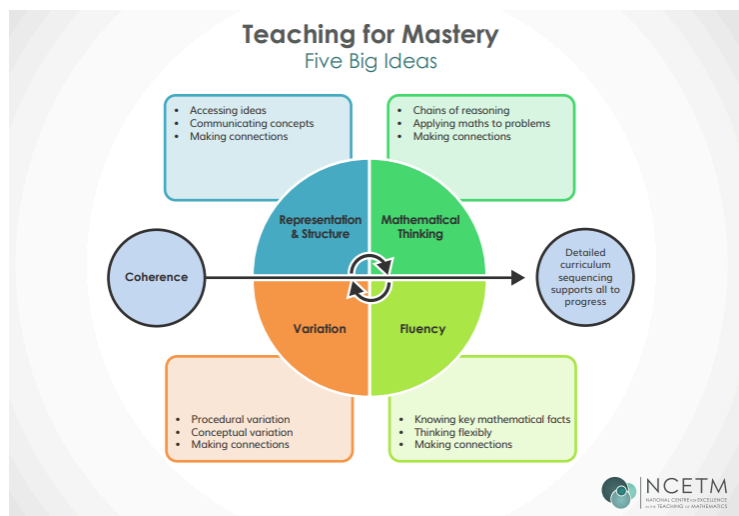 Teaching for Mastery
Five Big Ideas
• Accessing ideas
• Communicating concepts
• Making connections
• Chains of reasoning
• Applying maths to problems
• Making connections
Representation
& Structure
Mathematical
Thinking
Coherence
Detailed
curriculum
sequencing
supports all to
progress
Variation
Fluency
• Procedural variation
• Conceptual variation
• Making connections
• Knowing key mathematical facts
• Thinking flexibly
• Making connections
NCETM
NATIONAL CENTRE FOR EXCELLENCE
IN THE TEACHING OF MATHEMATICS